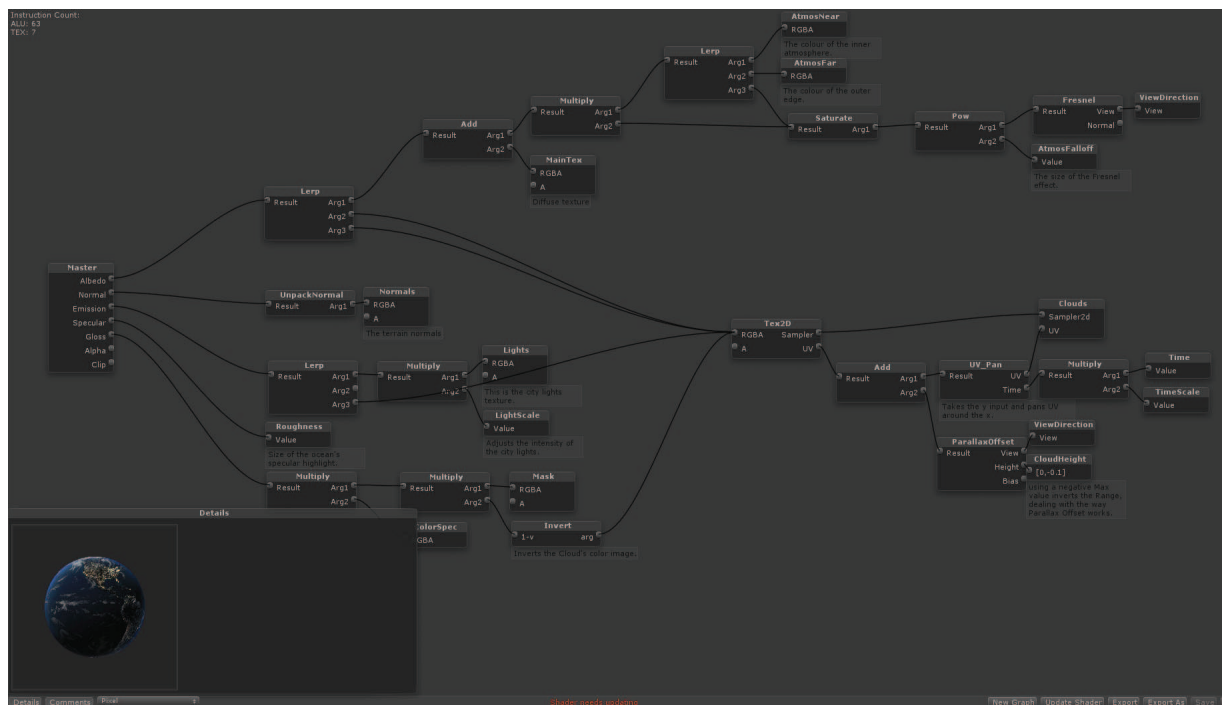 Instruction Count:
ALU: 63
TEX: 7
AtmosNear
RGBA
The colour of the inner
atmosphere.
AtmosFar
RGBA
The colour of the outer
edge.
Lerp
Result Arg1
Arg2
Arg3
Multiply
Result Arg1
Arg2
Saturate
Result Arg1
Pow
Result Arg1
Arg2
Fresnel
Result View
Normal
ViewDirection
View
AtmosFalloff
Value
The size of the Fresnel
effect.
Add
Result Arg1
Arg2
MainTex
RGBA
A
Diffuse texture
Lerp
Result Arg1
Arg2
Arg3
Master
Albedo
Normal
Emission
Specular
Gloss
Alpha
Clip
UnpackNormal
Result Arg1
Normals
RGBA
A
The terrain normals
Lerp
Result Arg1
Arg2
Arg3
Multiply
Result Arg1
Arg2
Lights
RGBA
A
This is the city lights
texture.
LightScale
Value
Adjusts the intensity of
the city lights.
Roughness
Value
Size of the ocean's
specular highlight.
Multiply
Result Arg1
Arg2
Multiply
Result Arg1
Arg2
Mask
RGBA
A
Invert
1-v arg
Inverts the Cloud's color image.
ColorSpec
GBA
Tex2D
RGBA Sampler
A UV
Clouds
Sampler2d
UV
Add
Result Arg1
Arg2
UV_Pan
Result UV
Time
Takes the y input and pans UV
around the x.
Multiply
Result Arg1
Arg2
Time
Value
TimeScale
Value
ParallaxOffset
Result View
Height
Bias
ViewDirection
View
CloudHeight
[0,-0.1]
using a negative Max
value inverts the Range,
dealing with the way
Parallax Offset works.
Details
Details Comments Pixel
Shader needs updating
New Graph Update Shader Export Export As Save